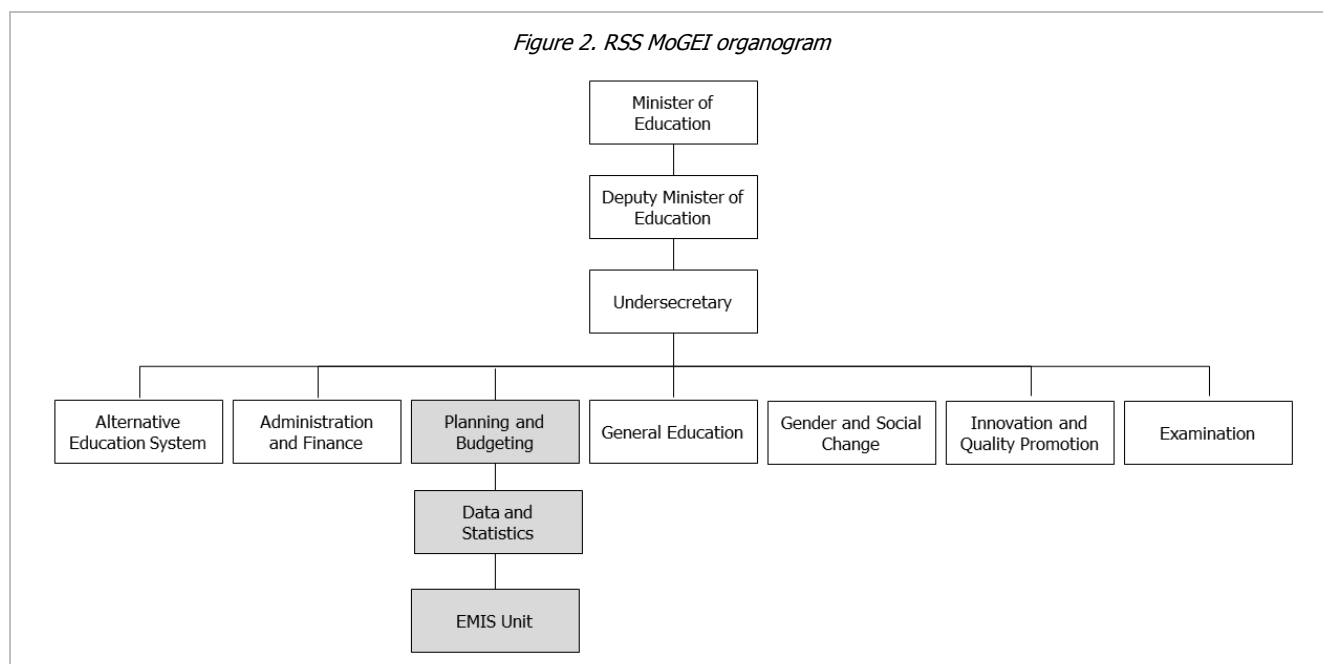 Figure 2. RSS MoGEI organogram
Minister of
Education
Deputy Minister of
Education
Undersecretary
Alternative
Education System
Administration
and Finance
Planning and
Budgeting
General Education
Gender and Social
Change
Innovation and
Quality Promotion
Examination
Data and
Statistics
EMIS Unit